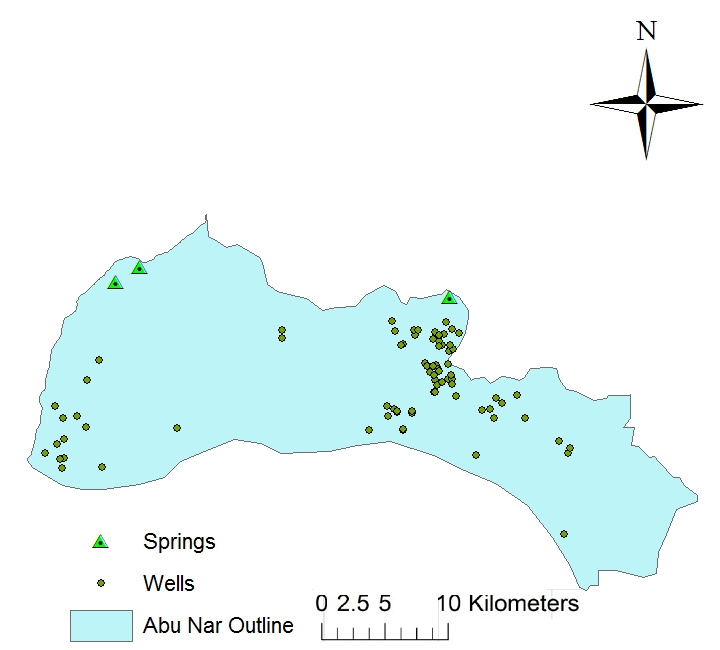 N
Springs
Wells
Abu Nar Outline
0 2.5 5 10 Kilometers